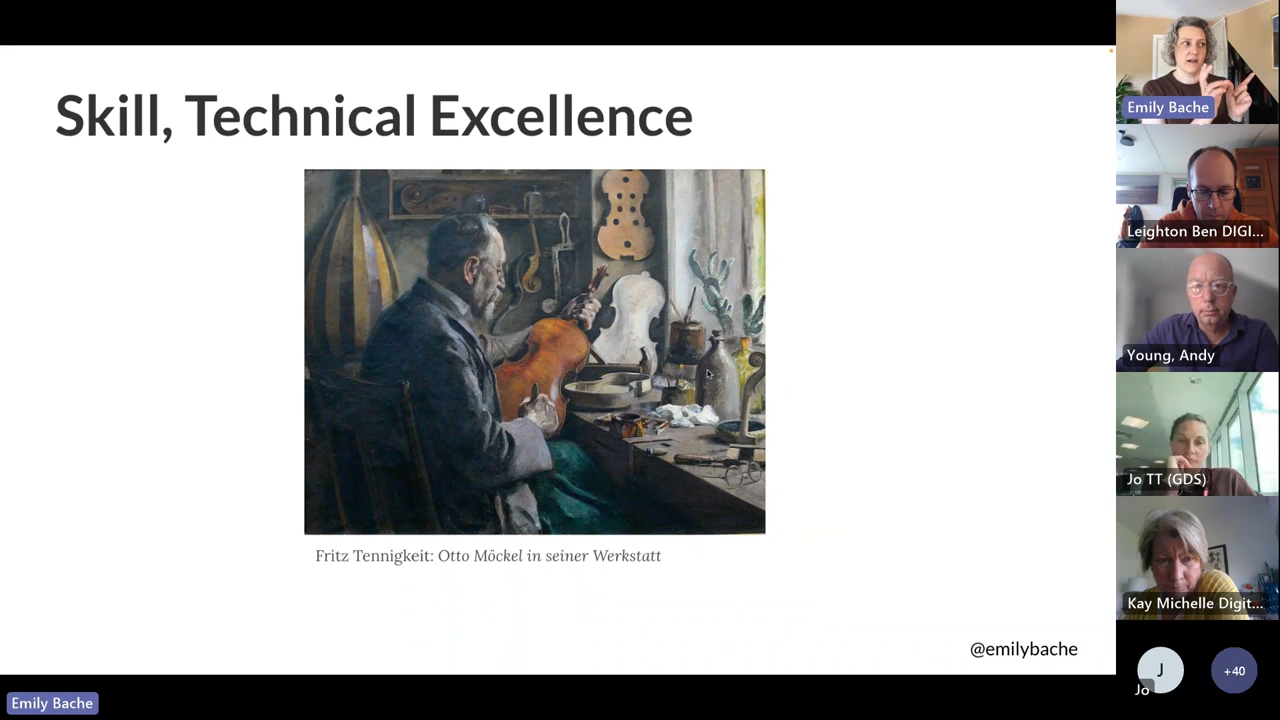 Skill, Technical Excellence
Fritz Tennigkeit: Otto Möckel in seiner Werkstatt
@emilybache
Emily Bache
Emily Bache
Leighton Ben DIGI...
Young, Andy
Jo TT (GDS)
Kay Michelle Digit...
J
Jo
+40